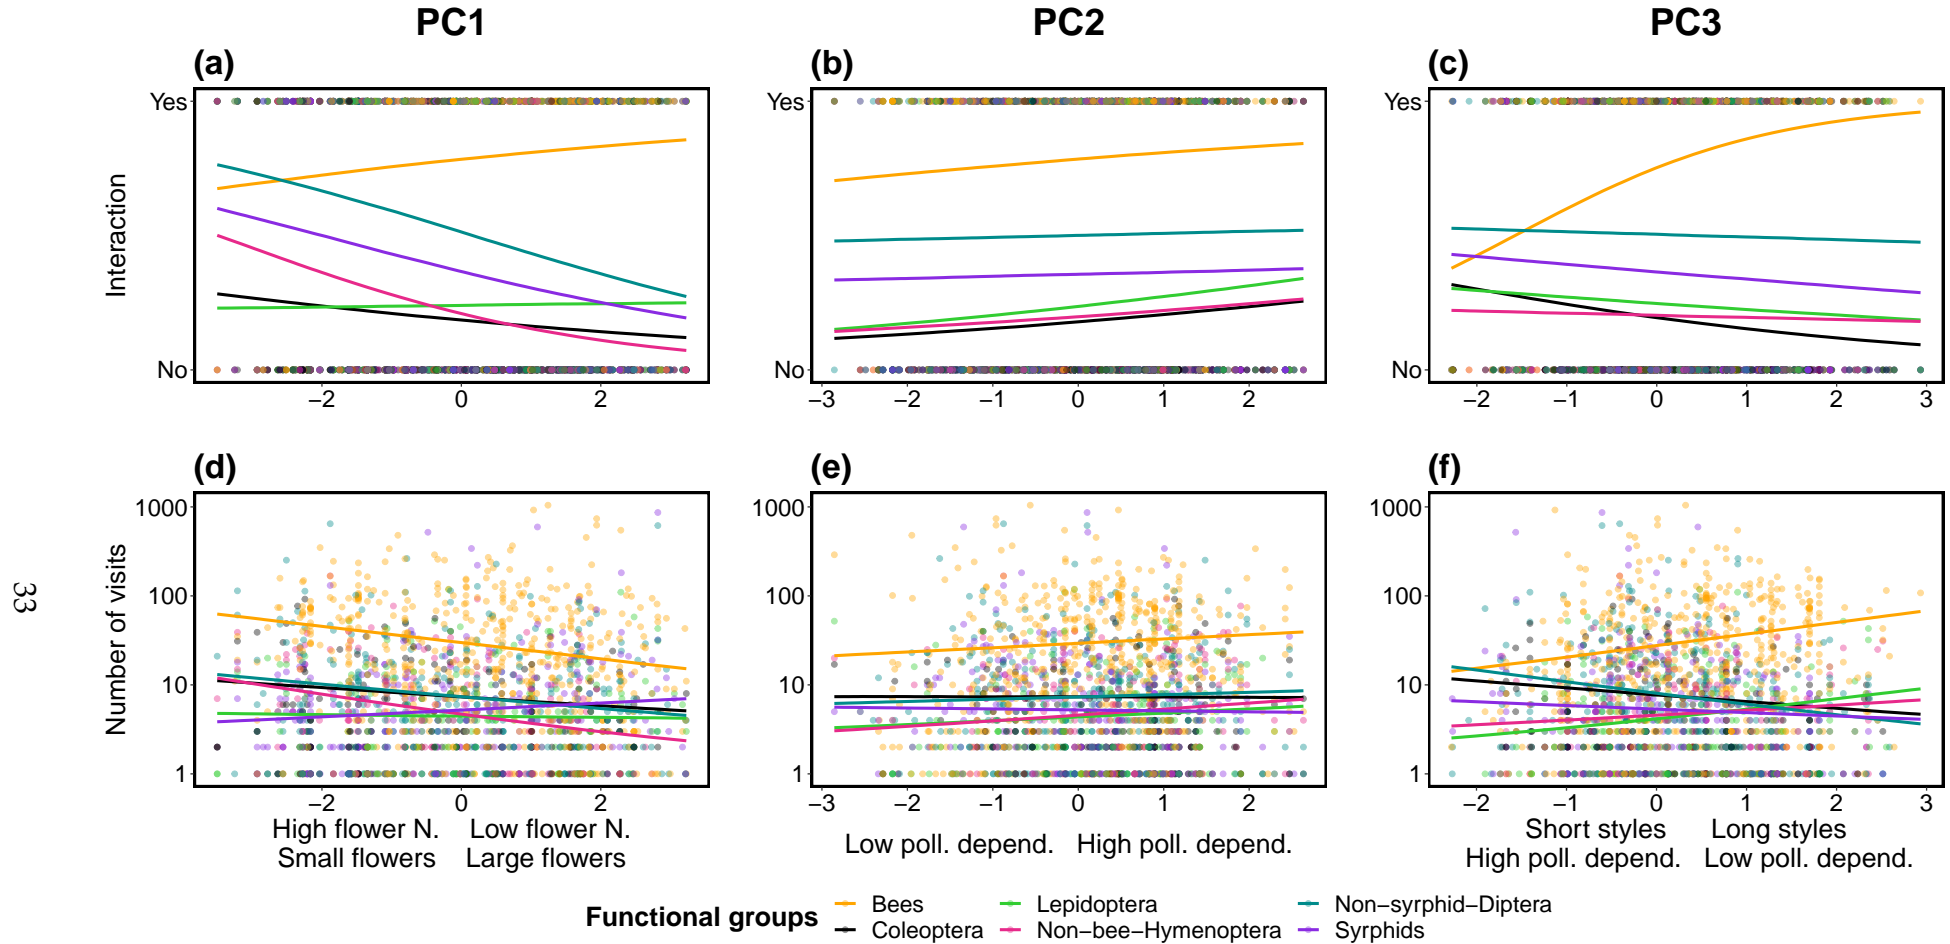 PC1 PC2 PC3
(a) (b) (c)
Interaction
Yes
No
−2 0 2
Yes
No
−3 −2 −1 0 1 2
Yes
No
−2 −1 0 1 2 3
(d) (e) (f)
Number of visits
1000
100
10
1
−2 0 2
High flower N. Low flower N.
Small flowers Large flowers
1000
100
10
1
−3 −2 −1 0 1 2
Low poll. depend. High poll. depend.
1000
100
10
1
−2 −1 0 1 2 3
Short styles Long styles
High poll. depend. Low poll. depend.
Functional groups
Bees Lepidoptera Non−syrphid−Diptera
Coleoptera Non−bee−Hymenoptera Syrphids
33